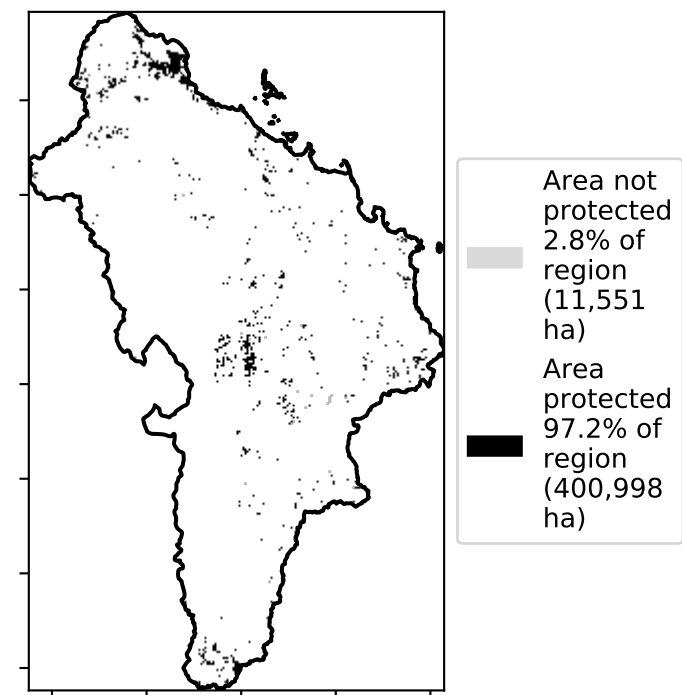 Area not
protected
2.8% of
region
(11,551
ha)
Area
protected
97.2% of
region
(400,998
ha)